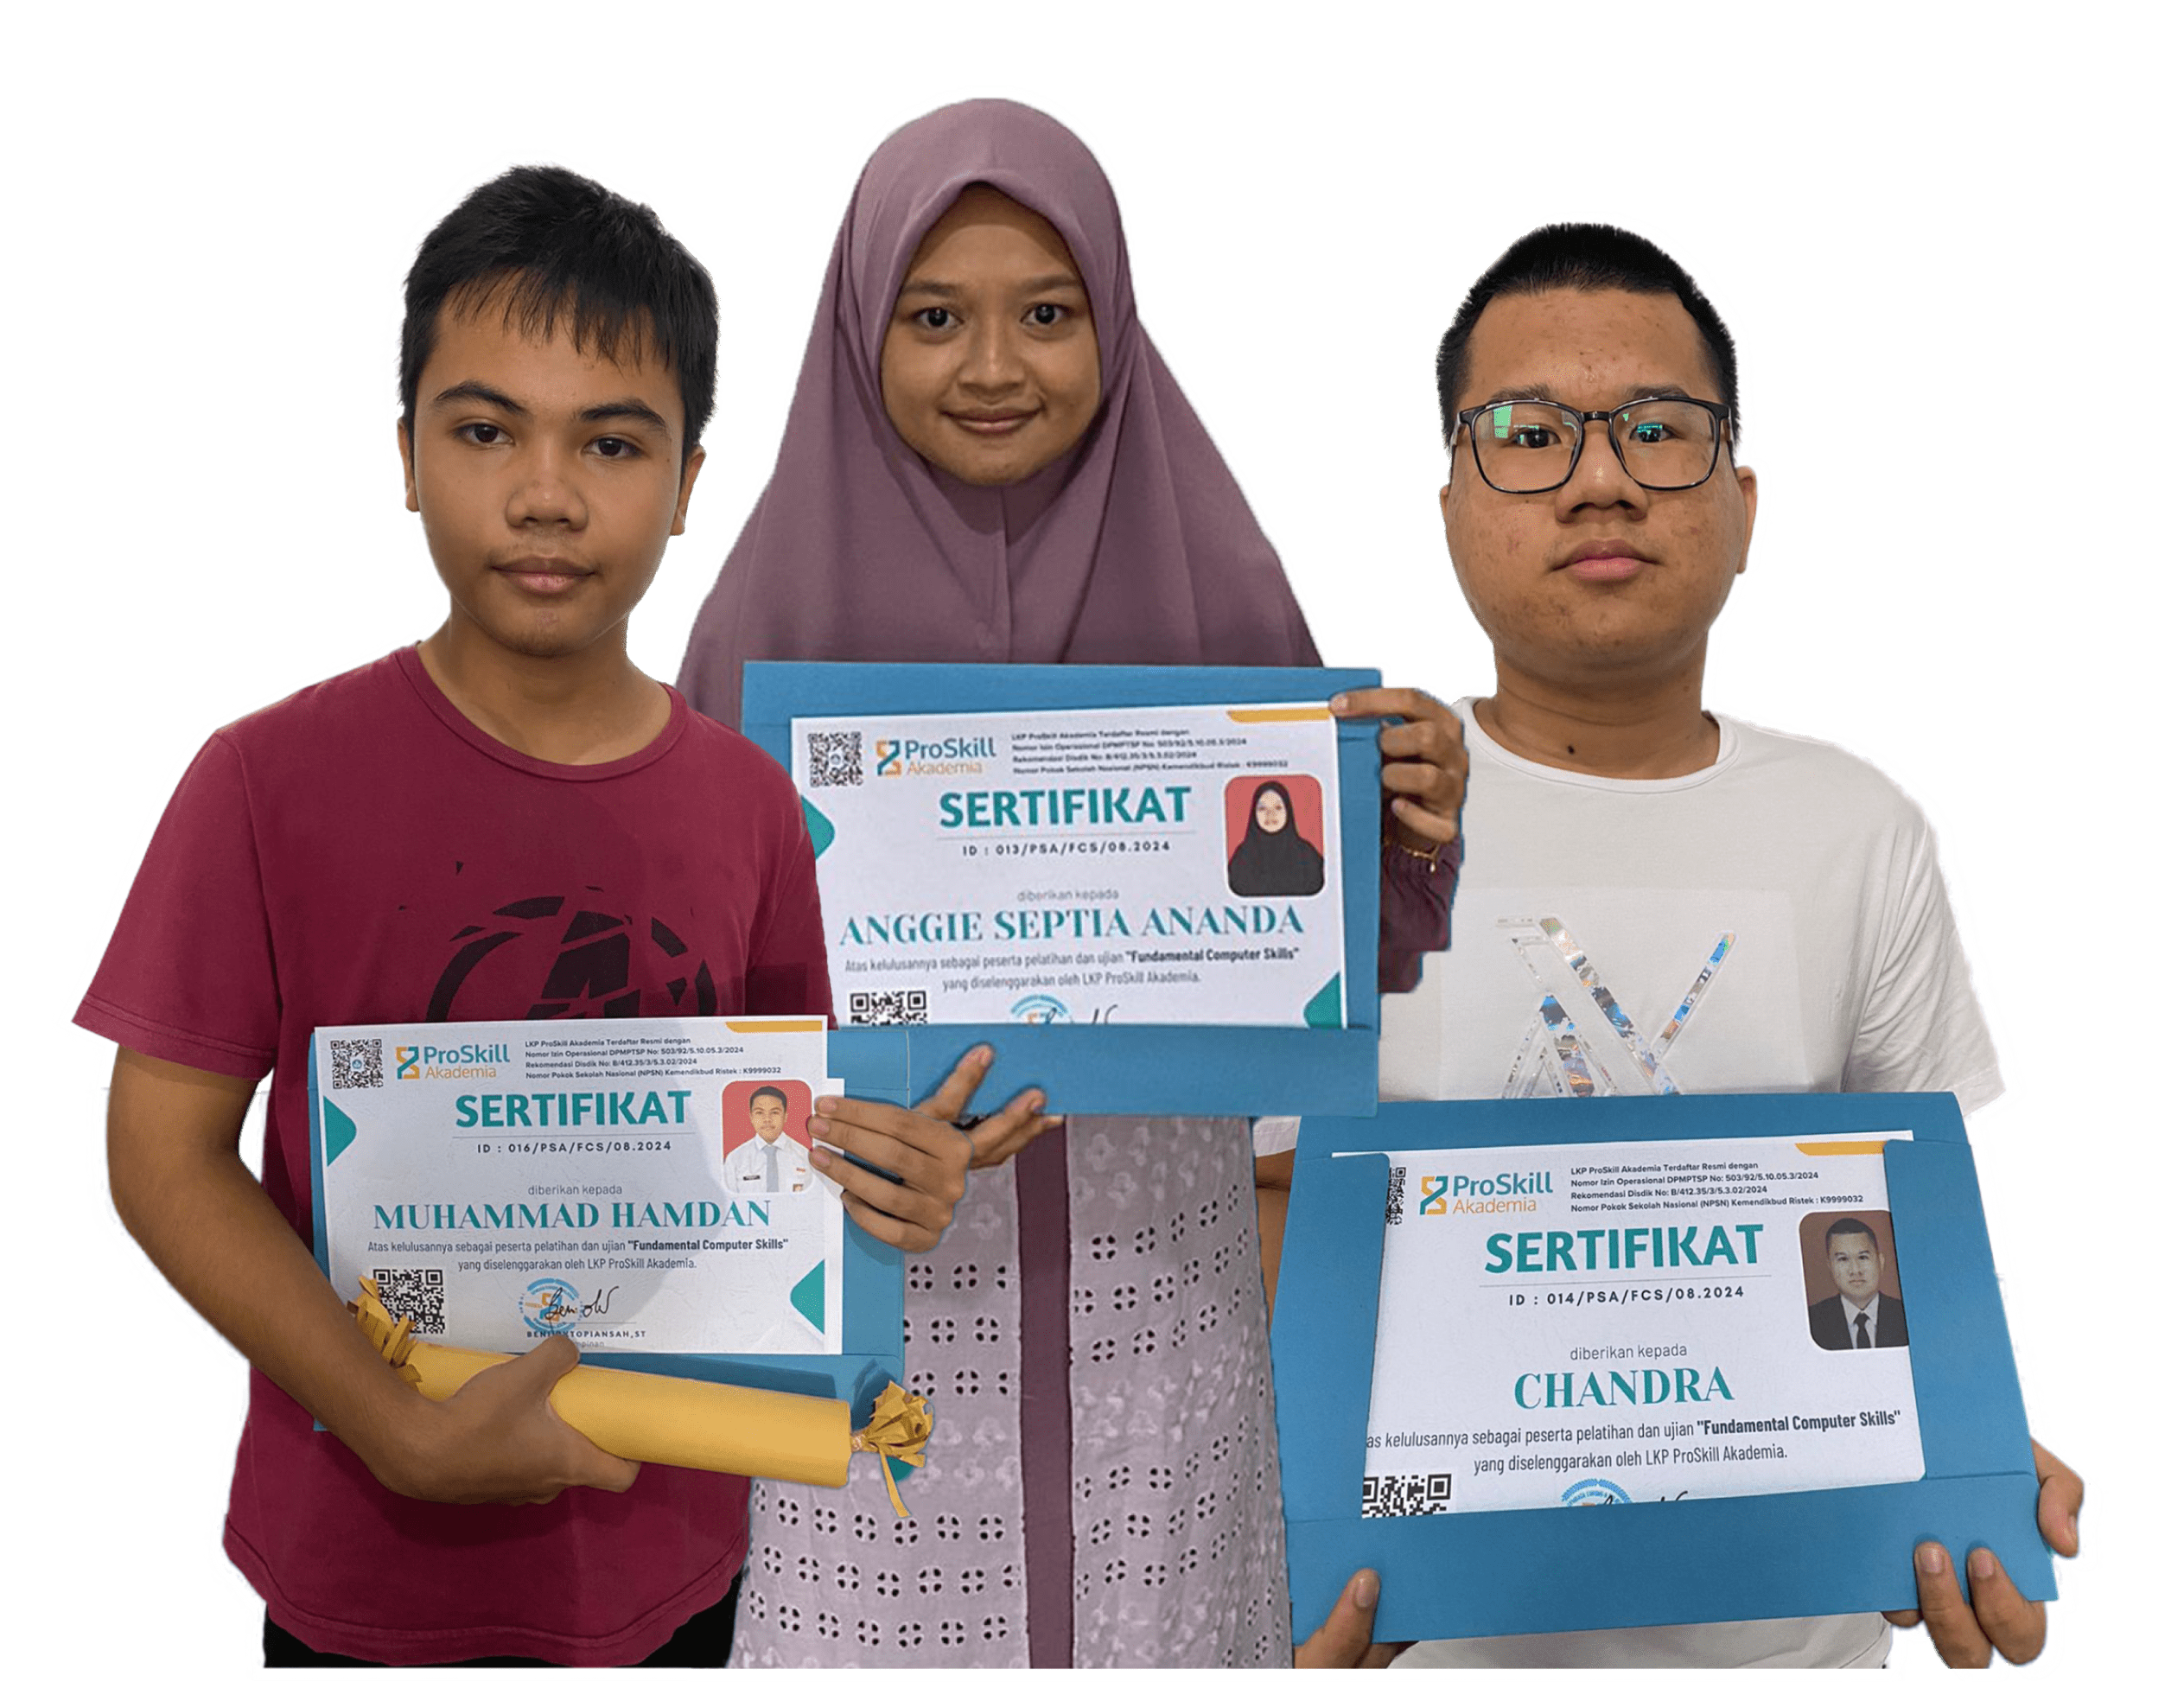 ProSkill
Akademia
LKP ProSkill Akademia Terdaftar Resmi dengan
Nomor Izin Operasional DPMPTSP No: 503/92/5.10.05.3/2024
Rekomendasi Disdik No: B/412.35/3/5.3.02/2024
Nomor Pokok Sekolah Nasional (NPSN) Kemendikbud Ristek : K9999032
SERTIFIKAT
ID : 013/PSA/FCS/08.2024
diberikan kepada
ANGGIE SEPTIA ANANDA
Atas kelulusannya sebagai peserta pelatihan dan ujian "Fundamental Computer Skills"
yang diselenggarakan oleh LKP ProSkill Akademia.
ProSkill
Akademia
LKP ProSkill Akademia Terdaftar Resmi dengan
Nomor Izin Operasional DPMPTSP No: 503/92/5.10.05.3/2024
Rekomendasi Disdik No: B/412.35/3/5.3.02/2024
Nomor Pokok Sekolah Nasional (NPSN) Kemendikbud Ristek : K9999032
SERTIFIKAT
ID : 016/PSA/FCS/08.2024
diberikan kepada
MUHAMMAD HAMDAN
Atas kelulusannya sebagai peserta pelatihan dan ujian "Fundamental Computer Skills"
yang diselenggarakan oleh LKP ProSkill Akademia.
ProSkill
Akademia
LKP ProSkill Akademia Terdaftar Resmi dengan
Nomor Izin Operasional DPMPTSP No: 503/92/5.10.05.3/2024
Rekomendasi Disdik No: B/412.35/3/5.3.02/2024
Nomor Pokok Sekolah Nasional (NPSN) Kemendikbud Ristek : K9999032
SERTIFIKAT
ID : 014/PSA/FCS/08.2024
diberikan kepada
CHANDRA
as kelulusannya sebagai peserta pelatihan dan ujian "Fundamental Computer Skills"
yang diselenggarakan oleh LKP ProSkill Akademia.